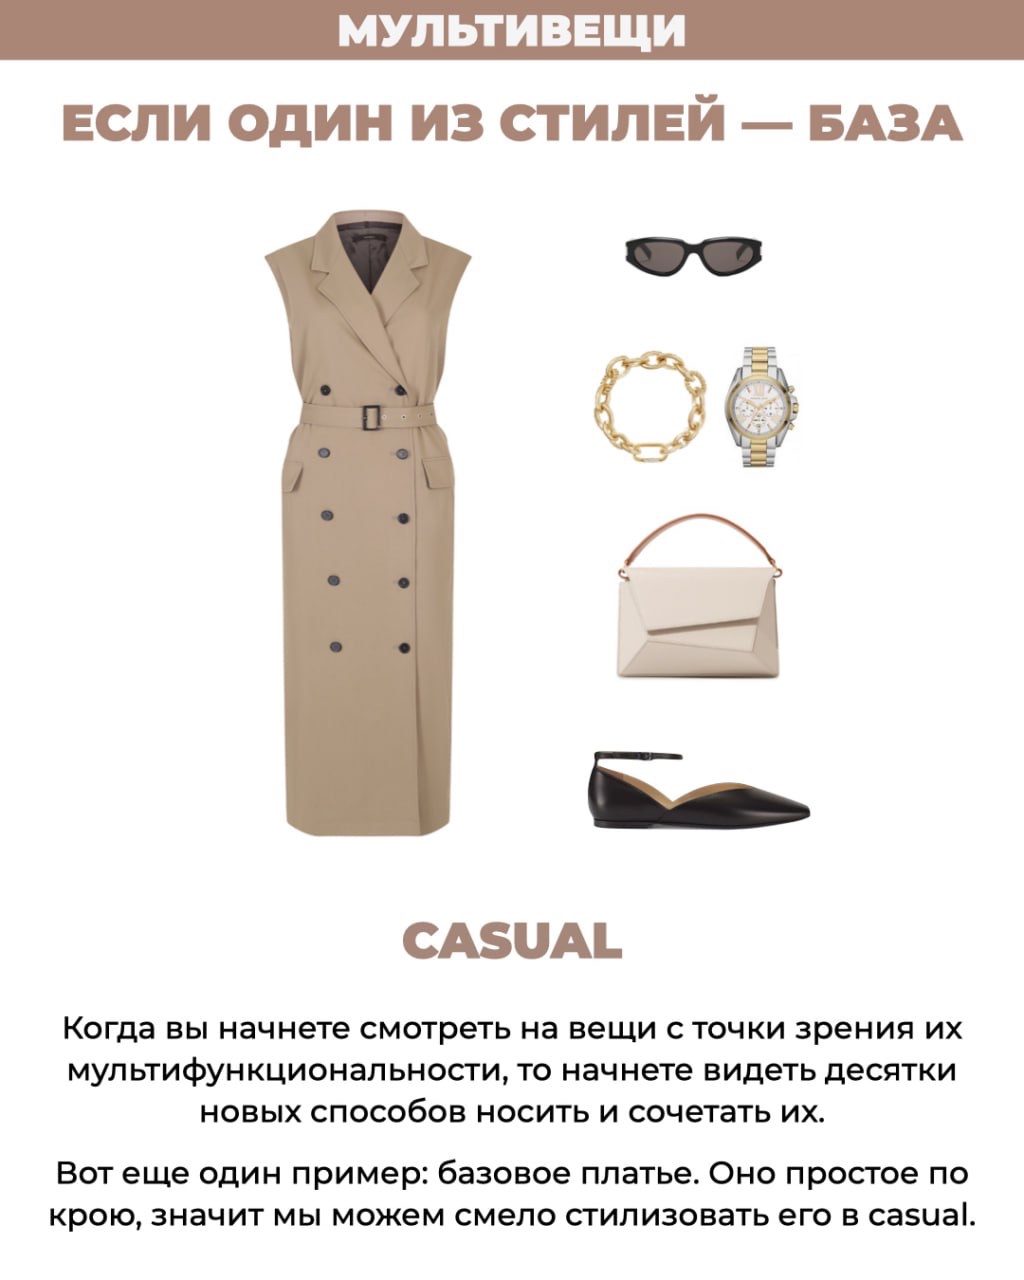 МУЛЬТИВЕЩИ
ЕСЛИ ОДИН ИЗ СТИЛЕЙ — БАЗА
CASUAL
Когда вы начнете смотреть на вещи с точки зрения их
мультифункциональности, то начнете видеть десятки
новых способов носить и сочетать их.
Вот еще один пример: базовое платье. Оно простое по
крою, значит мы можем смело стилизовать его в casual.